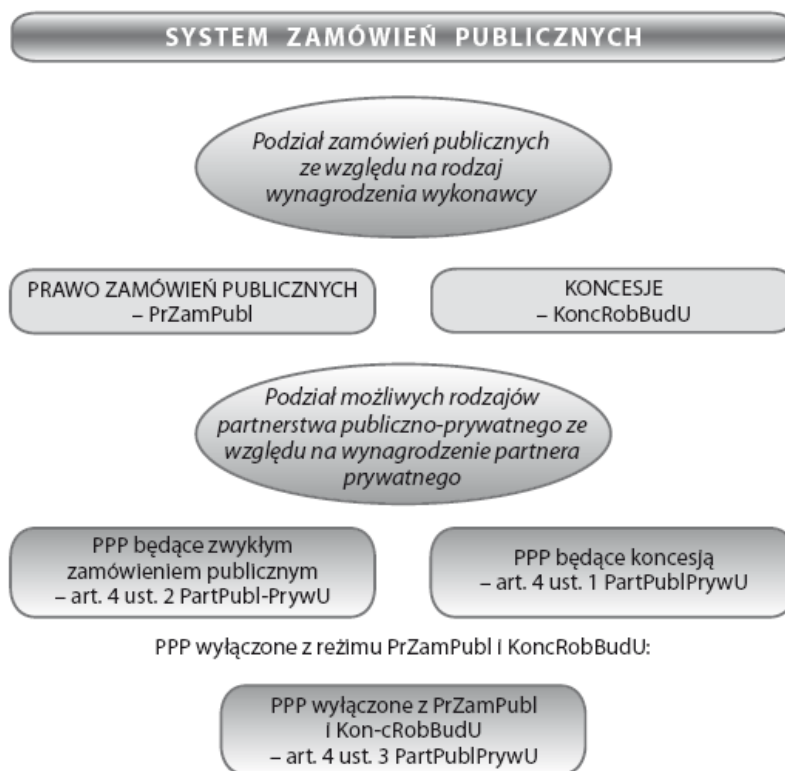 SYSTEM ZAMÓWIEŃ PUBLICZNYCH
Podział zamówień publicznych
ze względu na rodzaj
wynagrodzenia wykonawcy
PRAWO ZAMÓWIEŃ PUBLICZNYCH
– PrZamPubl
KONCESJE
– KoncRobBudU
Podział możliwych rodzajów
partnerstwa publiczno-prywatnego ze
względu na wynagrodzenie partnera
prywatnego
PPP będące zwykłym
zamówieniem publicznym
– art. 4 ust. 2 PartPubl-PrywU
PPP będące koncesją
– art. 4 ust. 1 PartPublPrywU
PPP wyłączone z reżimu PrZamPubl i KoncRobBudU:
PPP wyłączone z PrZamPubl
i Kon-cRobBudU
– art. 4 ust. 3 PartPublPrywU